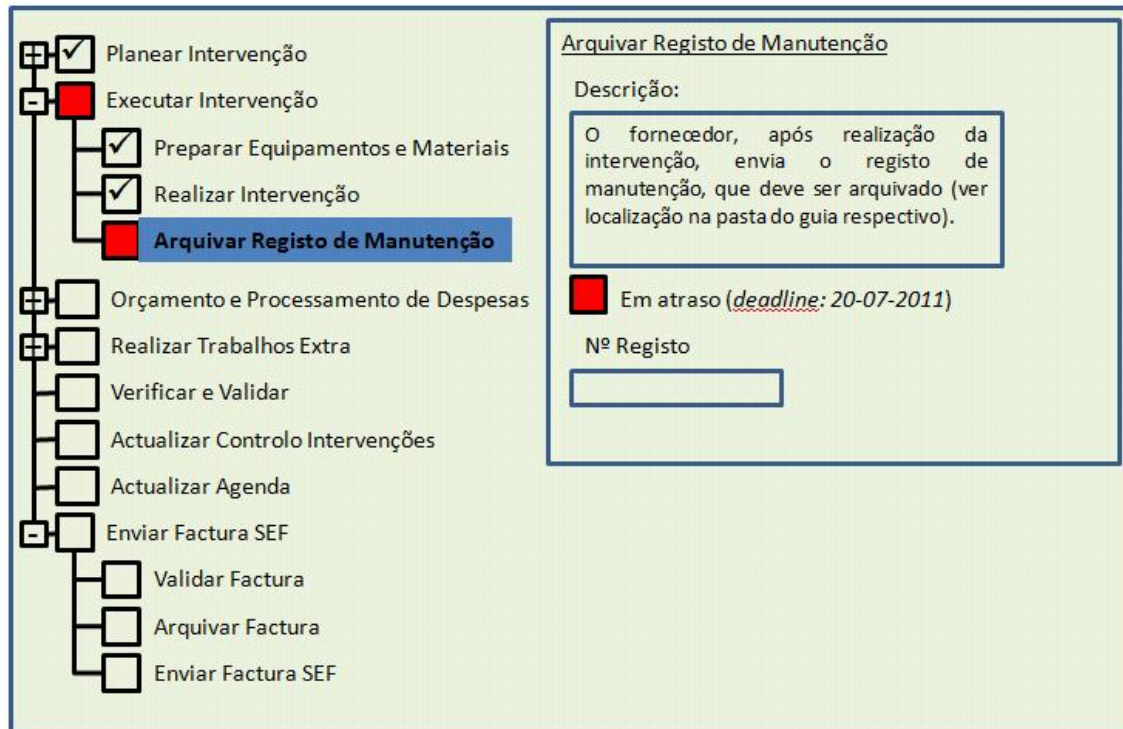 Planear Intervenção
Executar Intervenção
Preparar Equipamentos e Materiais
Realizar Intervenção
Arquivar Registo de Manutenção
Orçamento e Processamento de Despesas
Realizar Trabalhos Extra
Verificar e Validar
Actualizar Controlo Intervenções
Actualizar Agenda
Enviar Factura SEF
Validar Factura
Arquivar Factura
Enviar Factura SEF
Arquivar Registo de Manutenção
Descrição:
O fornecedor, após realização da
intervenção, envia o registo de
manutenção, que deve ser arquivado (ver
localização na pasta do guia respectivo).
Em atraso (deadline: 20-07-2011)
Nº Registo